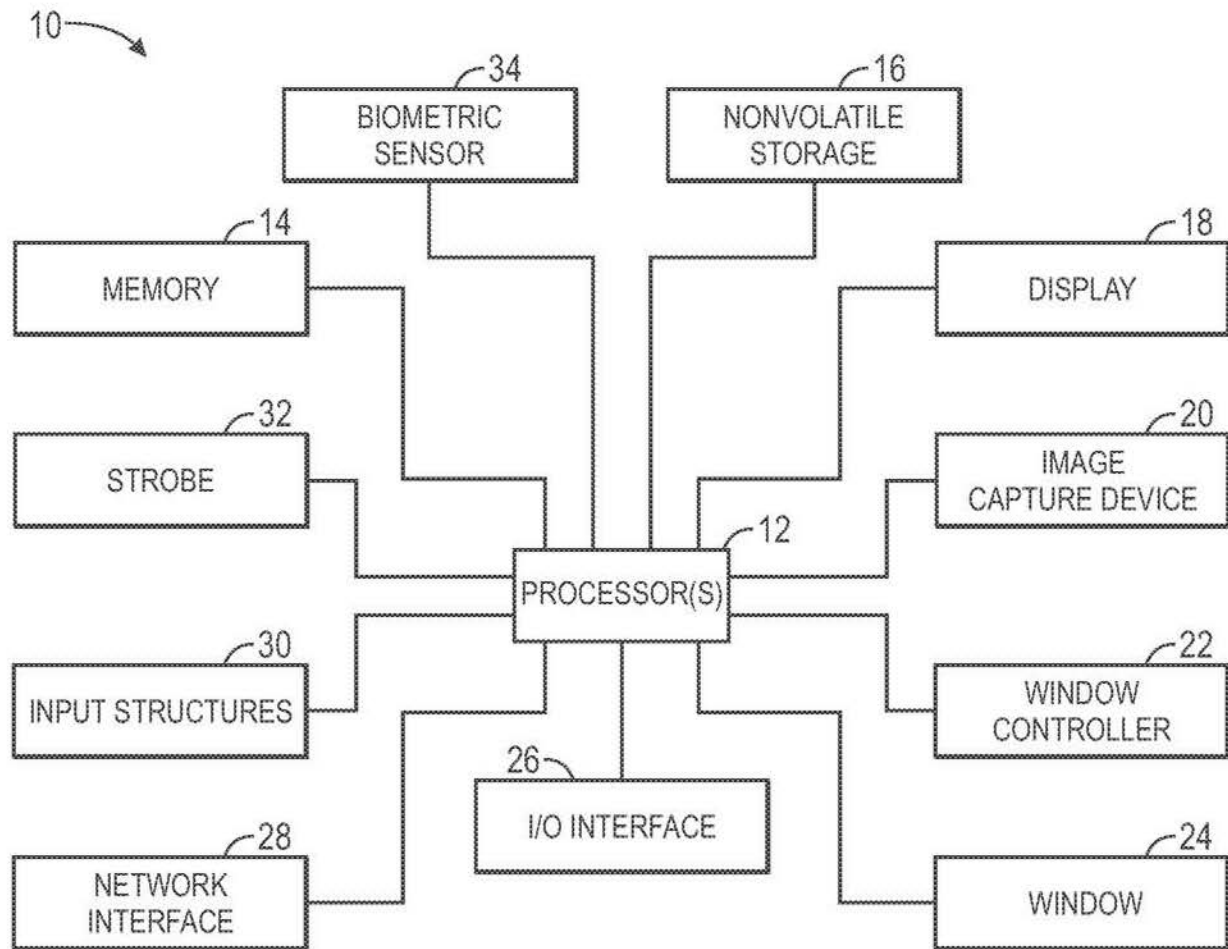 10
34
BIOMETRIC
SENSOR
16
NONVOLATILE
STORAGE
14
MEMORY
18
DISPLAY
32
STROBE
20
IMAGE
CAPTURE DEVICE
12
PROCESSOR(S)
30
INPUT STRUCTURES
22
WINDOW
CONTROLLER
26
I/O INTERFACE
28
NETWORK
INTERFACE
24
WINDOW